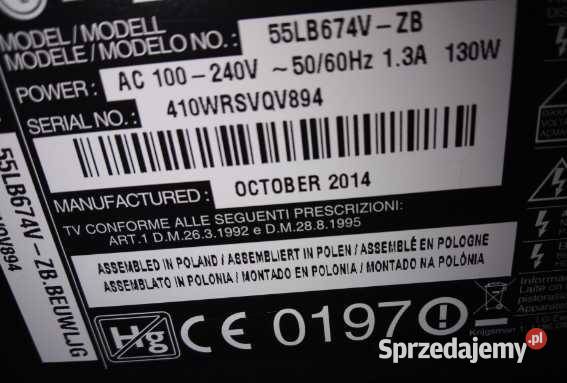 MODEL / MODELL
MODELE / MODELLO NO.: 55LB674V-ZB
POWER: AC 100-240V ~50/60Hz 1.3A 130W
SERIAL NO.: 410WRSVQV894
MANUFACTURED: OCTOBER 2014
TV CONFORME ALLE SEGUENTI PRESCRIZIONI:
ART.1 D.M.26.3.1992 e D.M.28.8.1995
ASSEMBLED IN POLAND / ASSEMBLIERT IN POLEN / ASSEMBLÉ EN POLOGNE
ASSEMBLATO IN POLONIA / MONTADO EN POLONIA / MONTADO NA POLÓNIA
Hg CE 0197
55LB674V-ZB.BEUWLJG
Krijgsman
Sprzedajemy.pl